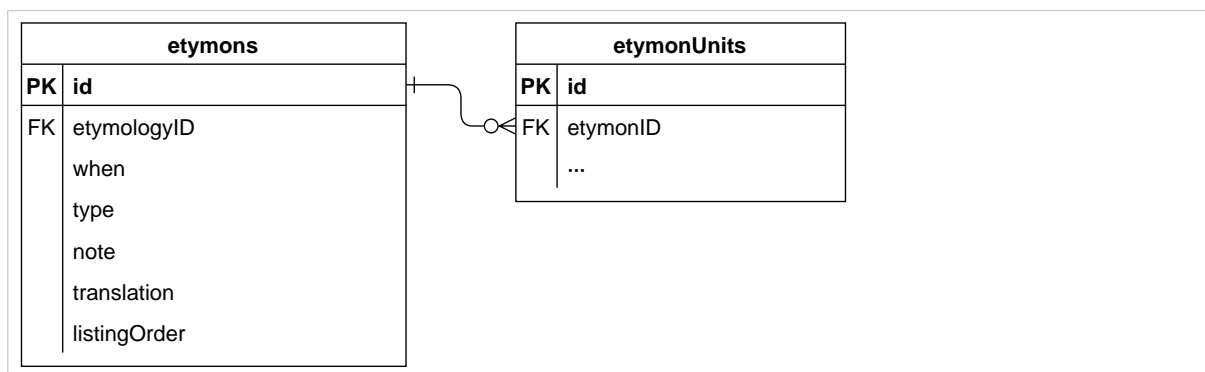 etymons
PK id
FK etymologyID
when
type
note
translation
listingOrder
etymonUnits
PK id
FK etymonID
...